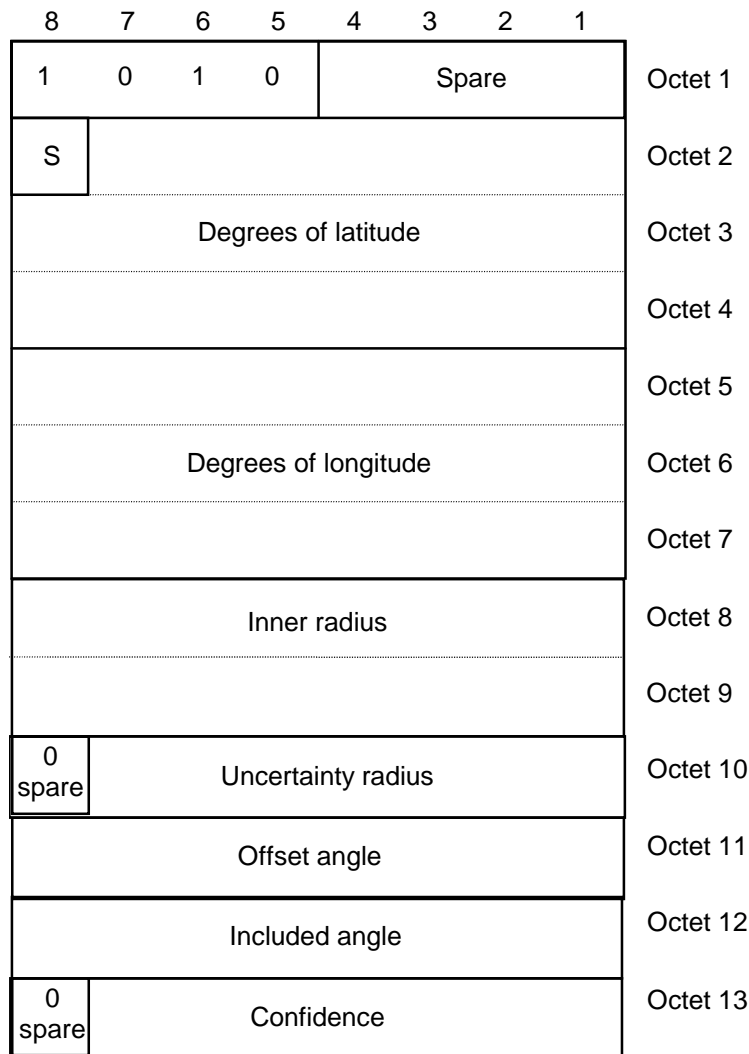 8 7 6 5 4 3 2 1
1 0 1 0 Spare Octet 1
S Octet 2
Degrees of latitude Octet 3
Octet 4
Octet 5
Degrees of longitude Octet 6
Octet 7
Inner radius Octet 8
Octet 9
0
spare Uncertainty radius Octet 10
Offset angle Octet 11
Included angle Octet 12
0
spare Confidence Octet 13